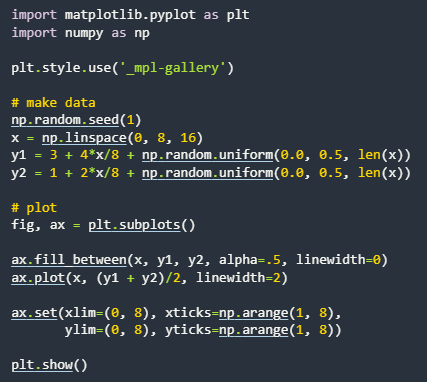 import matplotlib.pyplot as plt
import numpy as np
plt.style.use('_mpl-gallery')
# make data
np.random.seed(1)
x = np.linspace(0, 8, 16)
y1 = 3 + 4*x/8 + np.random.uniform(0.0, 0.5, len(x))
y2 = 1 + 2*x/8 + np.random.uniform(0.0, 0.5, len(x))
# plot
fig, ax = plt.subplots()
ax.fill_between(x, y1, y2, alpha=.5, linewidth=0)
ax.plot(x, (y1 + y2)/2, linewidth=2)
ax.set(xlim=(0, 8), xticks=np.arange(1, 8),
       ylim=(0, 8), yticks=np.arange(1, 8))
plt.show()